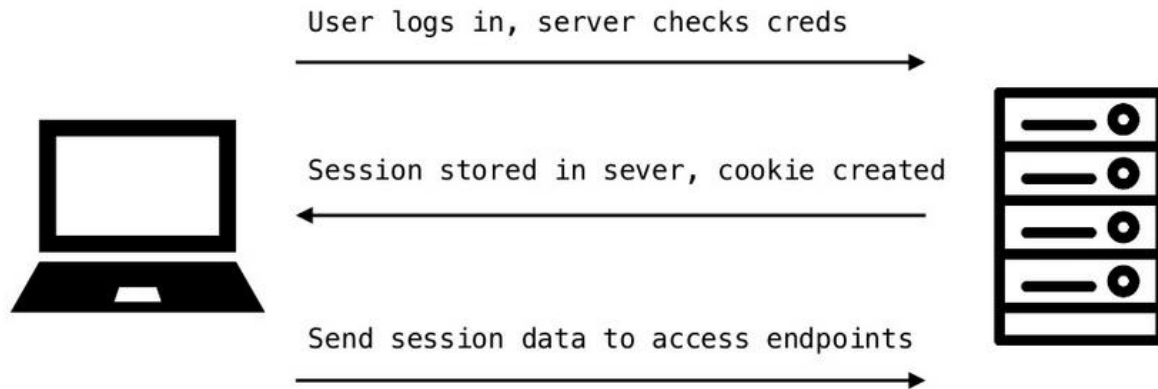 User logs in, server checks creds
Session stored in sever, cookie created
Send session data to access endpoints